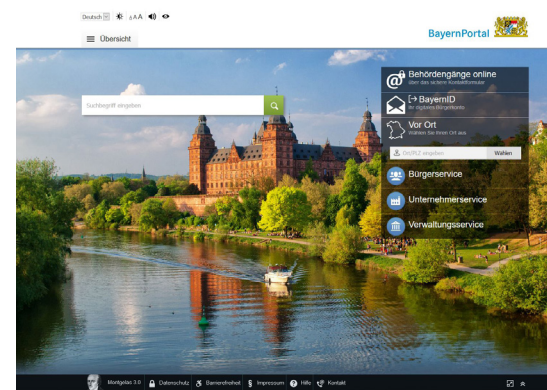 Deutsch
A A A
Übersicht
BayernPortal
Suchbegriff eingeben
Behördengänge online
über das sichere Kontaktformular
BayernID
Ihr digitales Bürgerkonto
Vor Ort
Wählen Sie Ihren Ort aus
Ort/PLZ eingeben
Wählen
Bürgerservice
Unternehmerservice
Verwaltungsservice
Montgelas 3.0 Datenschutz Barrierefreiheit § Impressum Hilfe Kontakt